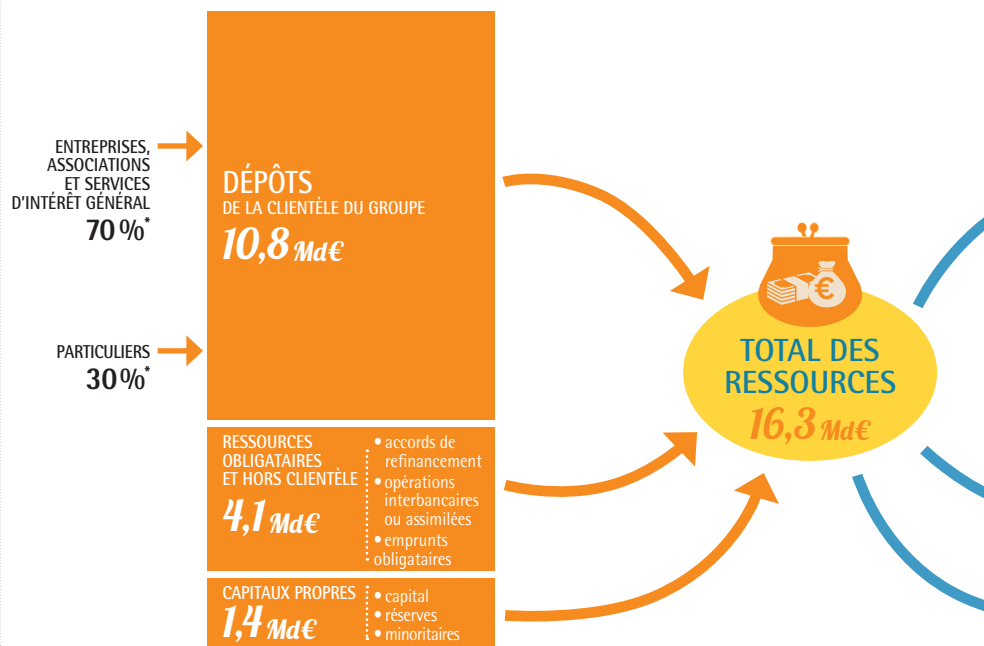 ENTREPRISES,
ASSOCIATIONS
ET SERVICES
D'INTÉRÊT GÉNÉRAL
70 %*
PARTICULIERS
30 %*
DÉPÔTS
DE LA CLIENTÈLE DU GROUPE
10,8 Md€
RESSOURCES
OBLIGATAIRES
ET HORS CLIENTÈLE
4,1 Md€
• accords de
refinancement
• opérations
interbancaires
ou assimilées
• emprunts
obligataires
CAPITAUX PROPRES
1,4 Md€
• capital
• réserves
• minoritaires
€
TOTAL DES
RESSOURCES
16,3 Md€